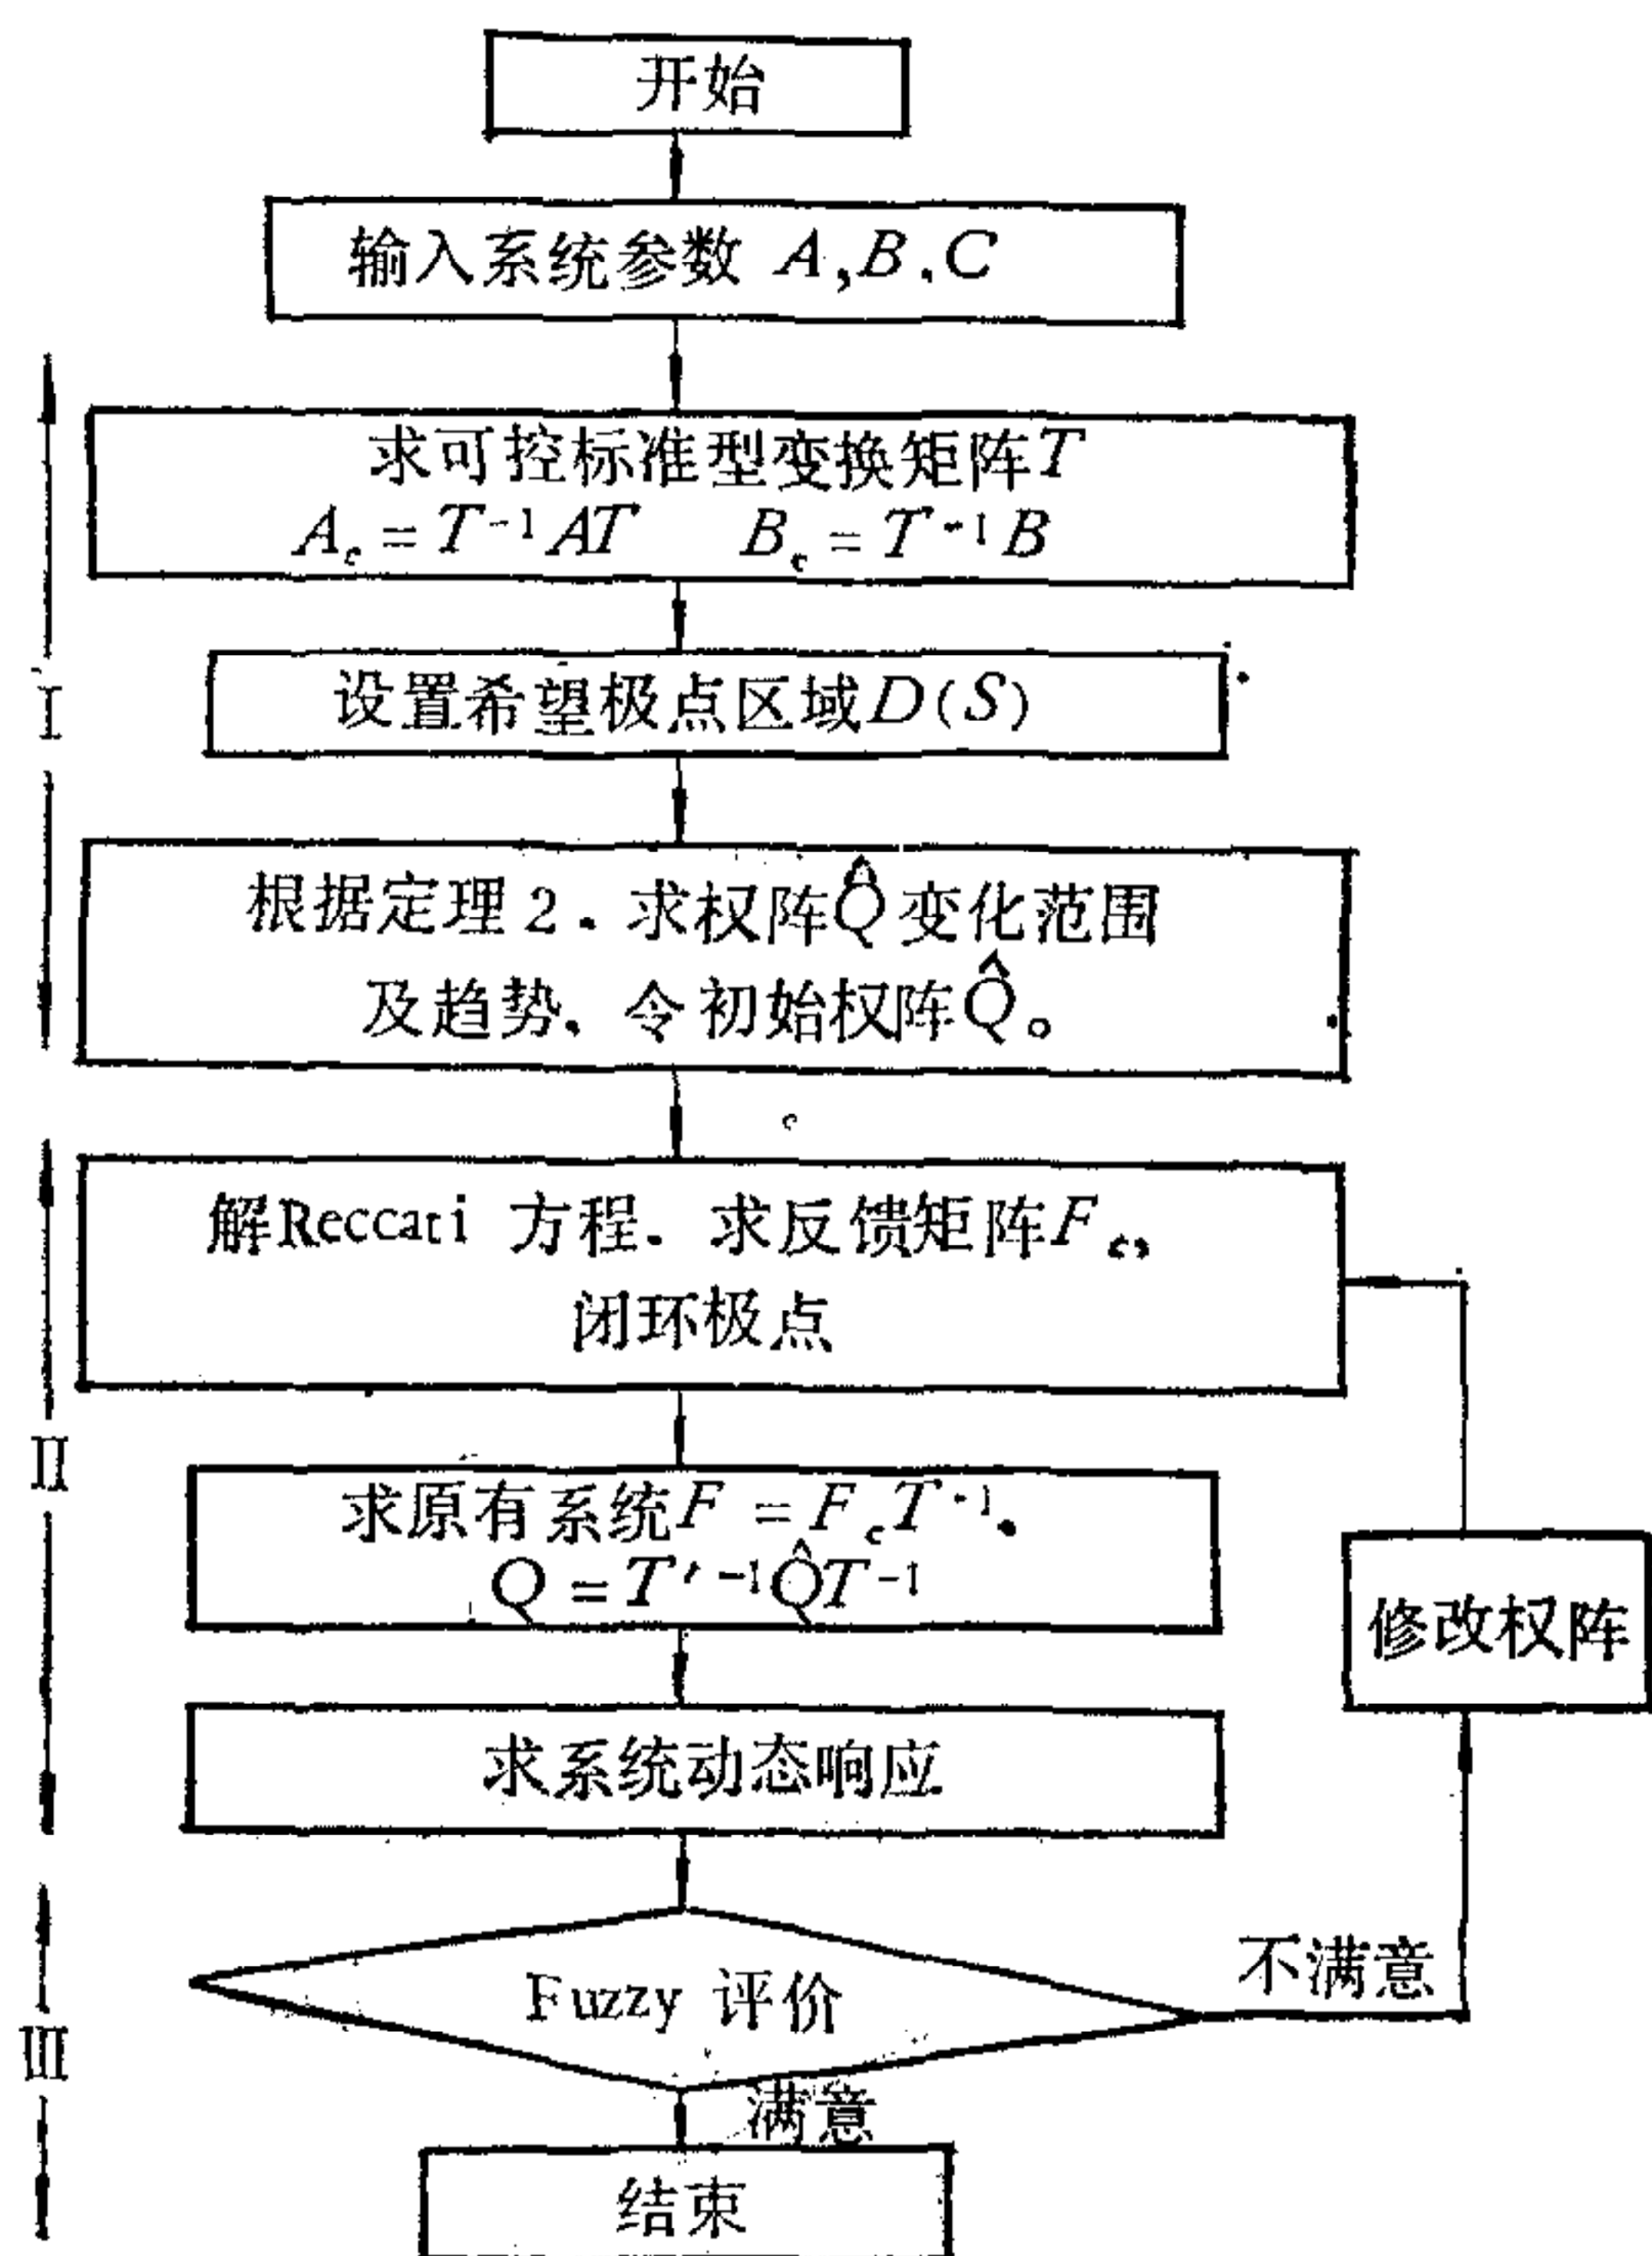 开始
输入系统参数 A,B.C
求可控标准型变换矩阵T
A_c = T⁻¹AT B_c = T⁻¹B
I
设置希望极点区域D(S)
根据定理2.求权阵Q̂变化范围
及趋势、令初始权阵Q̂。
解Reccati 方程.求反馈矩阵F_c,
闭环极点
II
求原有系统F = F_cT⁻¹.
Q = T'⁻¹Q̂T⁻¹
修改权阵
求系统动态响应
不满意
Fuzzy 评价
III
满意
结束